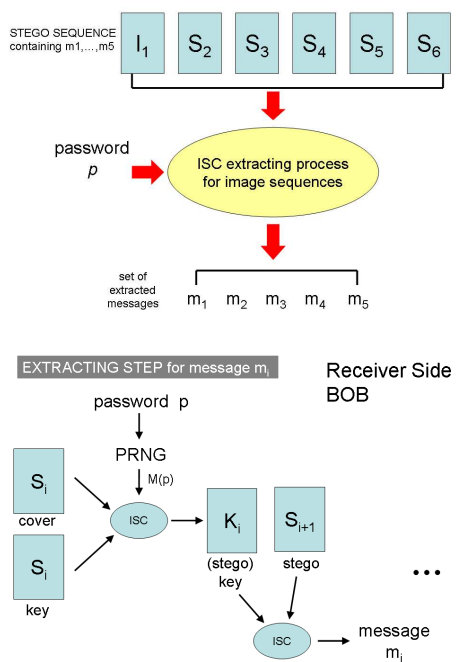 STEGO SEQUENCE
containing m1,...,m5
I1 S2 S3 S4 S5 S6
password
p
ISC extracting process
for image sequences
set of
extracted
messages
m1 m2 m3 m4 m5
EXTRACTING STEP for message mi
Receiver Side
BOB
password p
PRNG
M(p)
Si
cover
ISC
Ki
Si+1
(stego)
key
stego
Si
key
...
ISC
message
mi